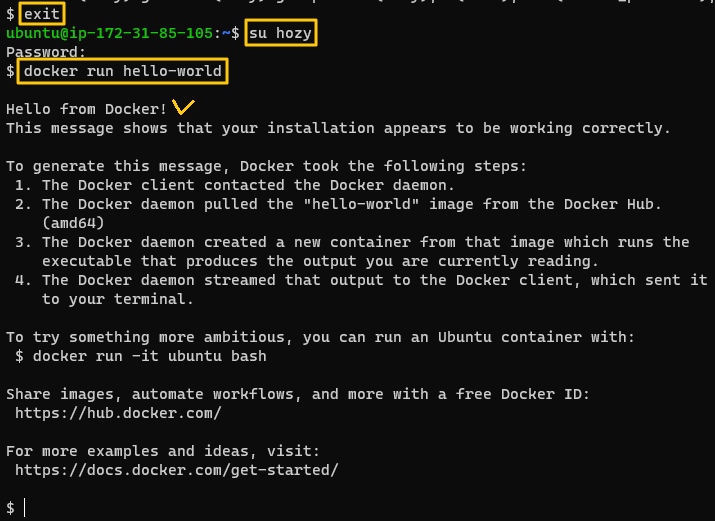 $ exit
ubuntu@ip-172-31-85-105:~$ su hozy
Password:
$ docker run hello-world
Hello from Docker!
This message shows that your installation appears to be working correctly.
To generate this message, Docker took the following steps:
1. The Docker client contacted the Docker daemon.
2. The Docker daemon pulled the "hello-world" image from the Docker Hub.
(amd64)
3. The Docker daemon created a new container from that image which runs the
executable that produces the output you are currently reading.
4. The Docker daemon streamed that output to the Docker client, which sent it
to your terminal.
To try something more ambitious, you can run an Ubuntu container with:
$ docker run -it ubuntu bash
Share images, automate workflows, and more with a free Docker ID:
https://hub.docker.com/
For more examples and ideas, visit:
https://docs.docker.com/get-started/
$